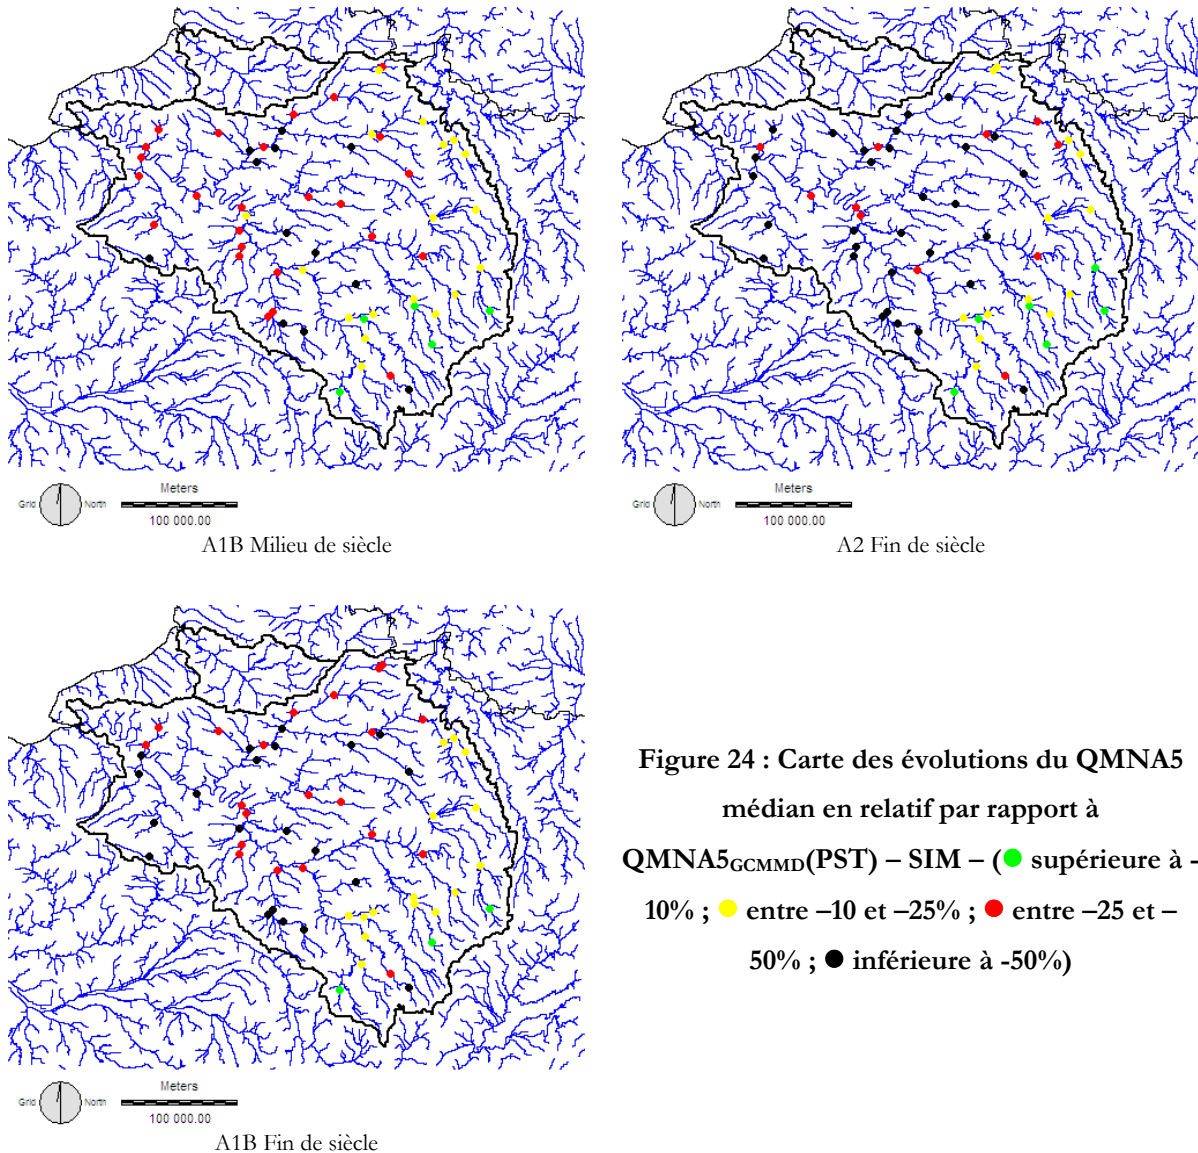 Meters
Grid North
100 000.00
A1B Milieu de siècle
Meters
Grid North
100 000.00
A2 Fin de siècle
Meters
Grid North
100 000.00
A1B Fin de siècle
Figure 24 : Carte des évolutions du QMNA5
médian en relatif par rapport à
QMNA5GCMMD(PST) – SIM – ( supérieure à -
10% ; entre –10 et –25% ; entre –25 et –
50% ; inférieure à -50%)